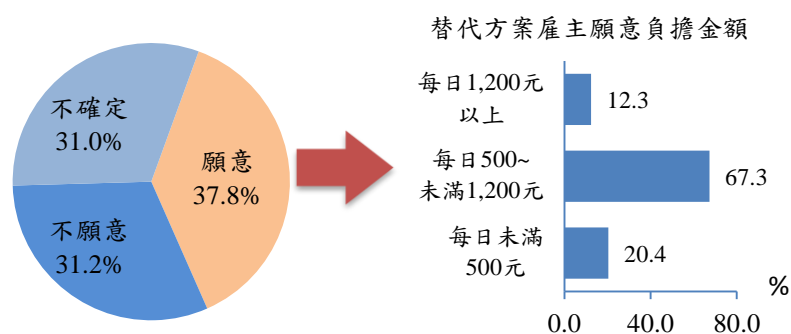 不確定
31.0%
願意
37.8%
不願意
31.2%
替代方案雇主願意負擔金額
每日1,200元
以上
12.3
每日500~
未滿1,200元
67.3
每日未滿
500元
20.4
%
0.0
40.0
80.0